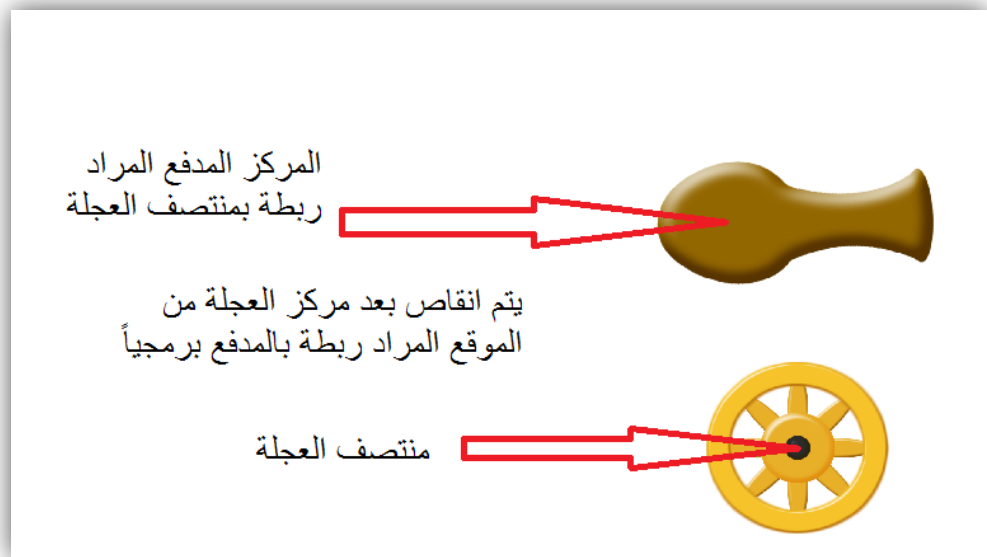 المركز المدفع المراد
ربطة بمنتصف العجلة
يتم انقاص بعد مركز العجلة من
الموقع المراد ربطة بالمدفع برمجياً
منتصف العجلة